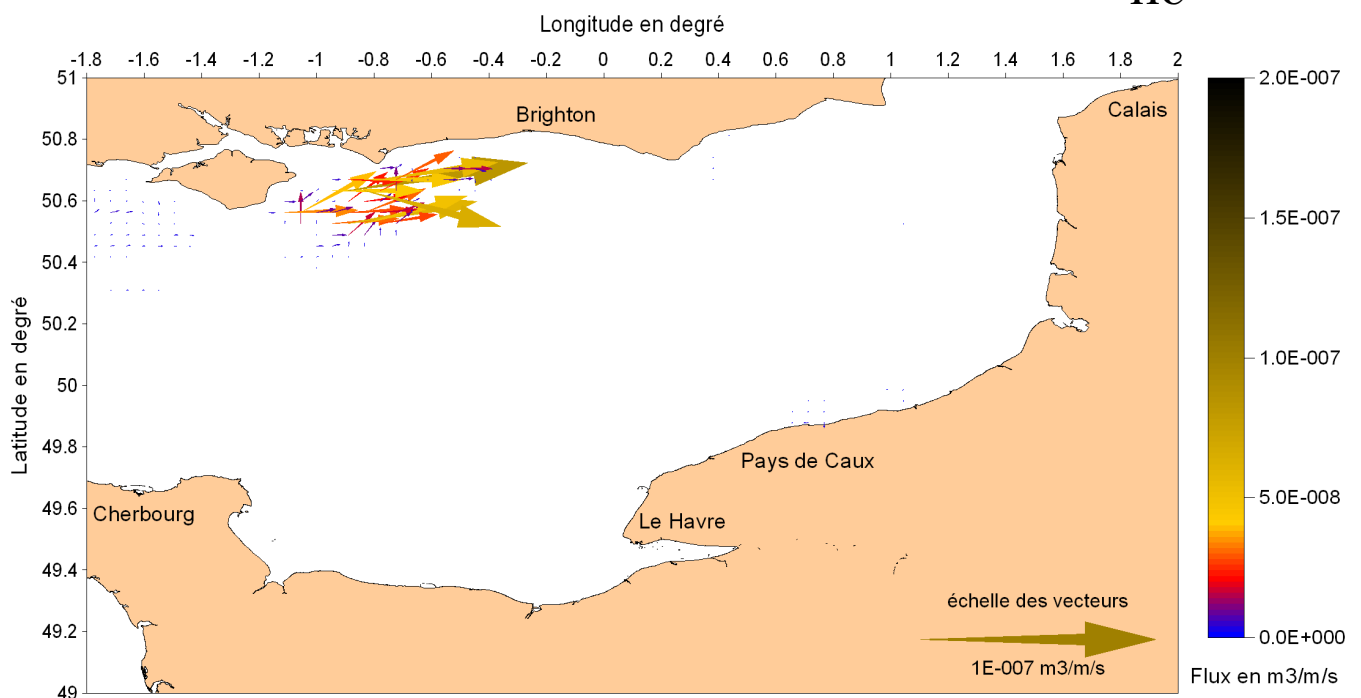 Longitude en degré
-1.8 -1.6 -1.4 -1.2 -1 -0.8 -0.6 -0.4 -0.2 0 0.2 0.4 0.6 0.8 1 1.2 1.4 1.6 1.8 2
51
50.8
50.6
50.4
50.2
50
49.8
49.6
49.4
49.2
49
Latitude en degré
Brighton
Calais
Pays de Caux
Cherbourg
Le Havre
échelle des vecteurs
1E-007 m3/m/s
2.0E-007
1.5E-007
1.0E-007
5.0E-008
0.0E+000
Flux en m3/m/s